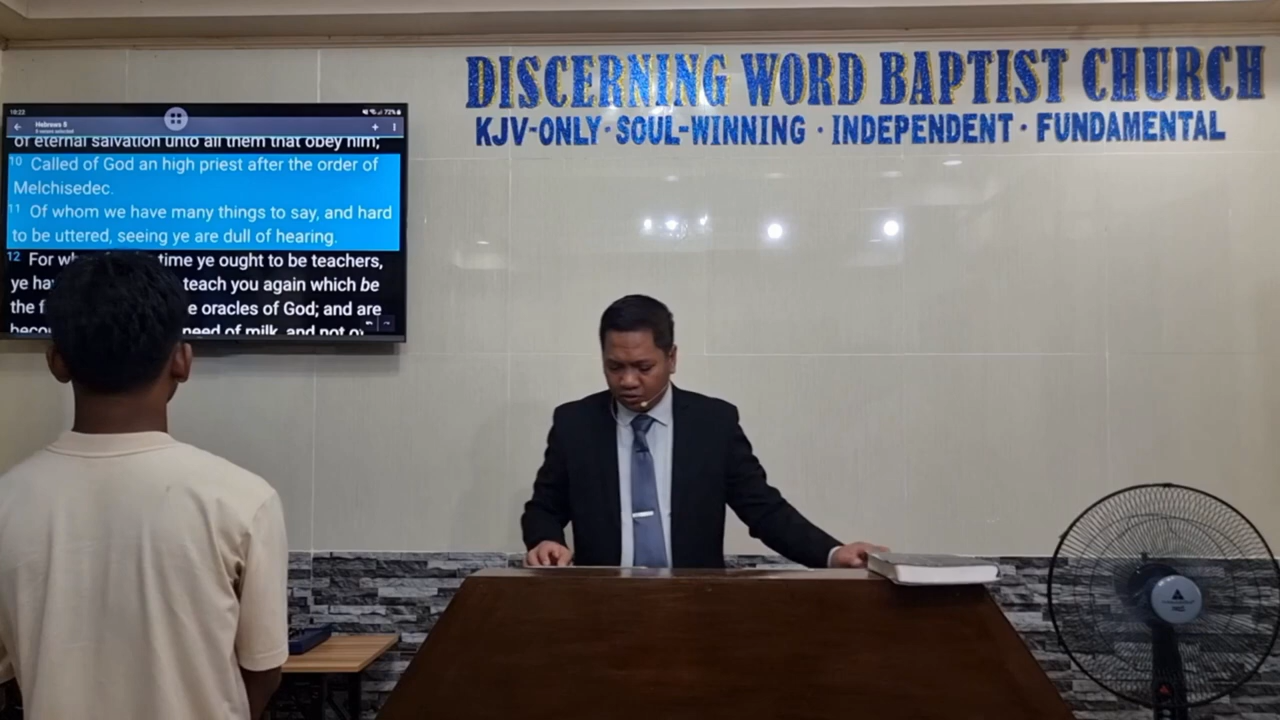 DISCERNING WORD BAPTIST CHURCH
KJV-ONLY · SOUL-WINNING · INDEPENDENT · FUNDAMENTAL
10:22
72%
Hebrews 5
of eternal salvation unto all them that obey him;
10 Called of God an high priest after the order of
Melchisedec.
11 Of whom we have many things to say, and hard
to be uttered, seeing ye are dull of hearing.
12 For time ye ought to be teachers,
ye teach you again which be
the oracles of God; and are
need of milk, and not